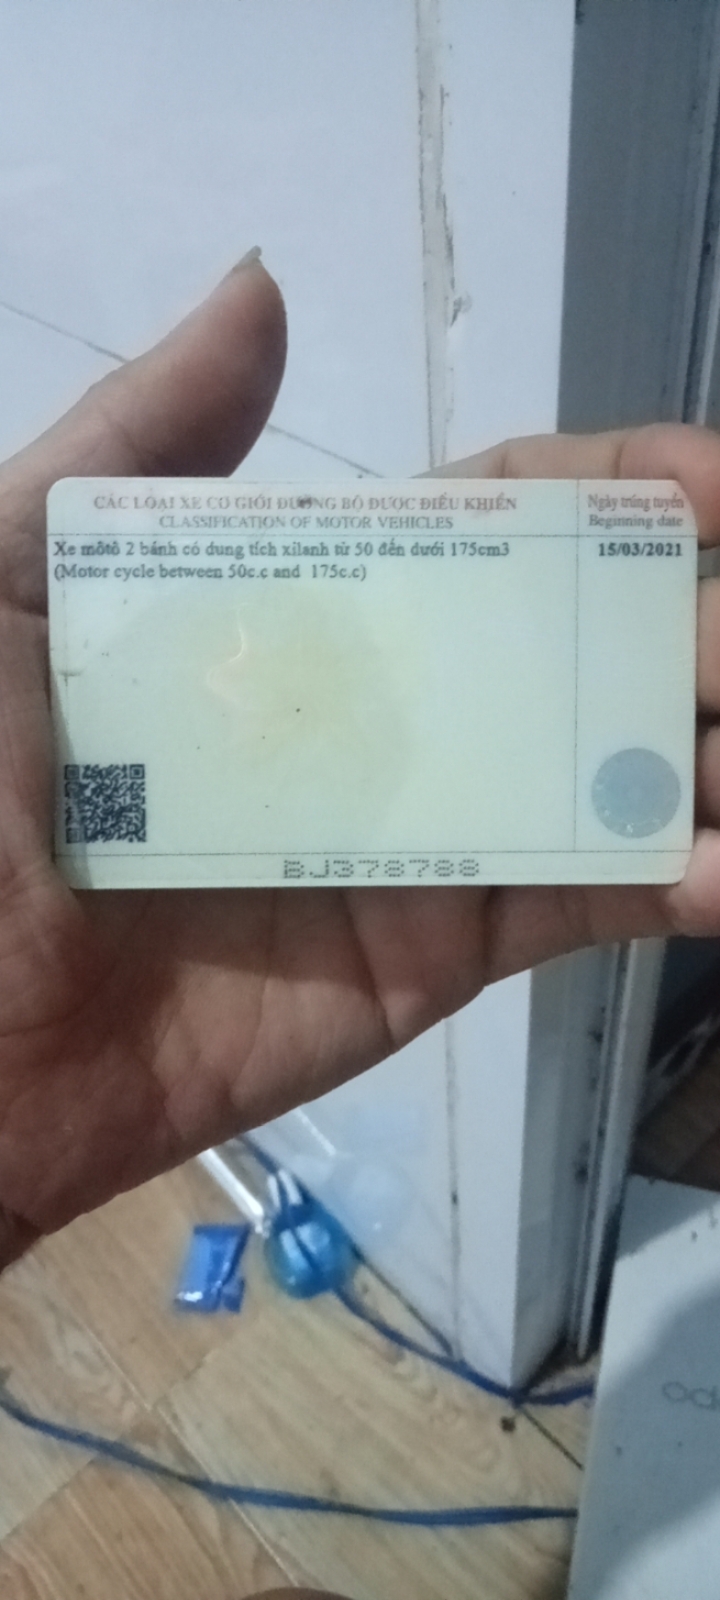 CÁC LOẠI XE CƠ GIỚI ĐƯỜNG BỘ ĐƯỢC ĐIỀU KHIỂN
CLASSIFICATION OF MOTOR VEHICLES
Ngày trúng tuyển
Beginning date
Xe môtô 2 bánh có dung tích xilanh từ 50 đến dưới 175cm3
(Motor cycle between 50c.c and 175c.c)
15/03/2021
BJ378788